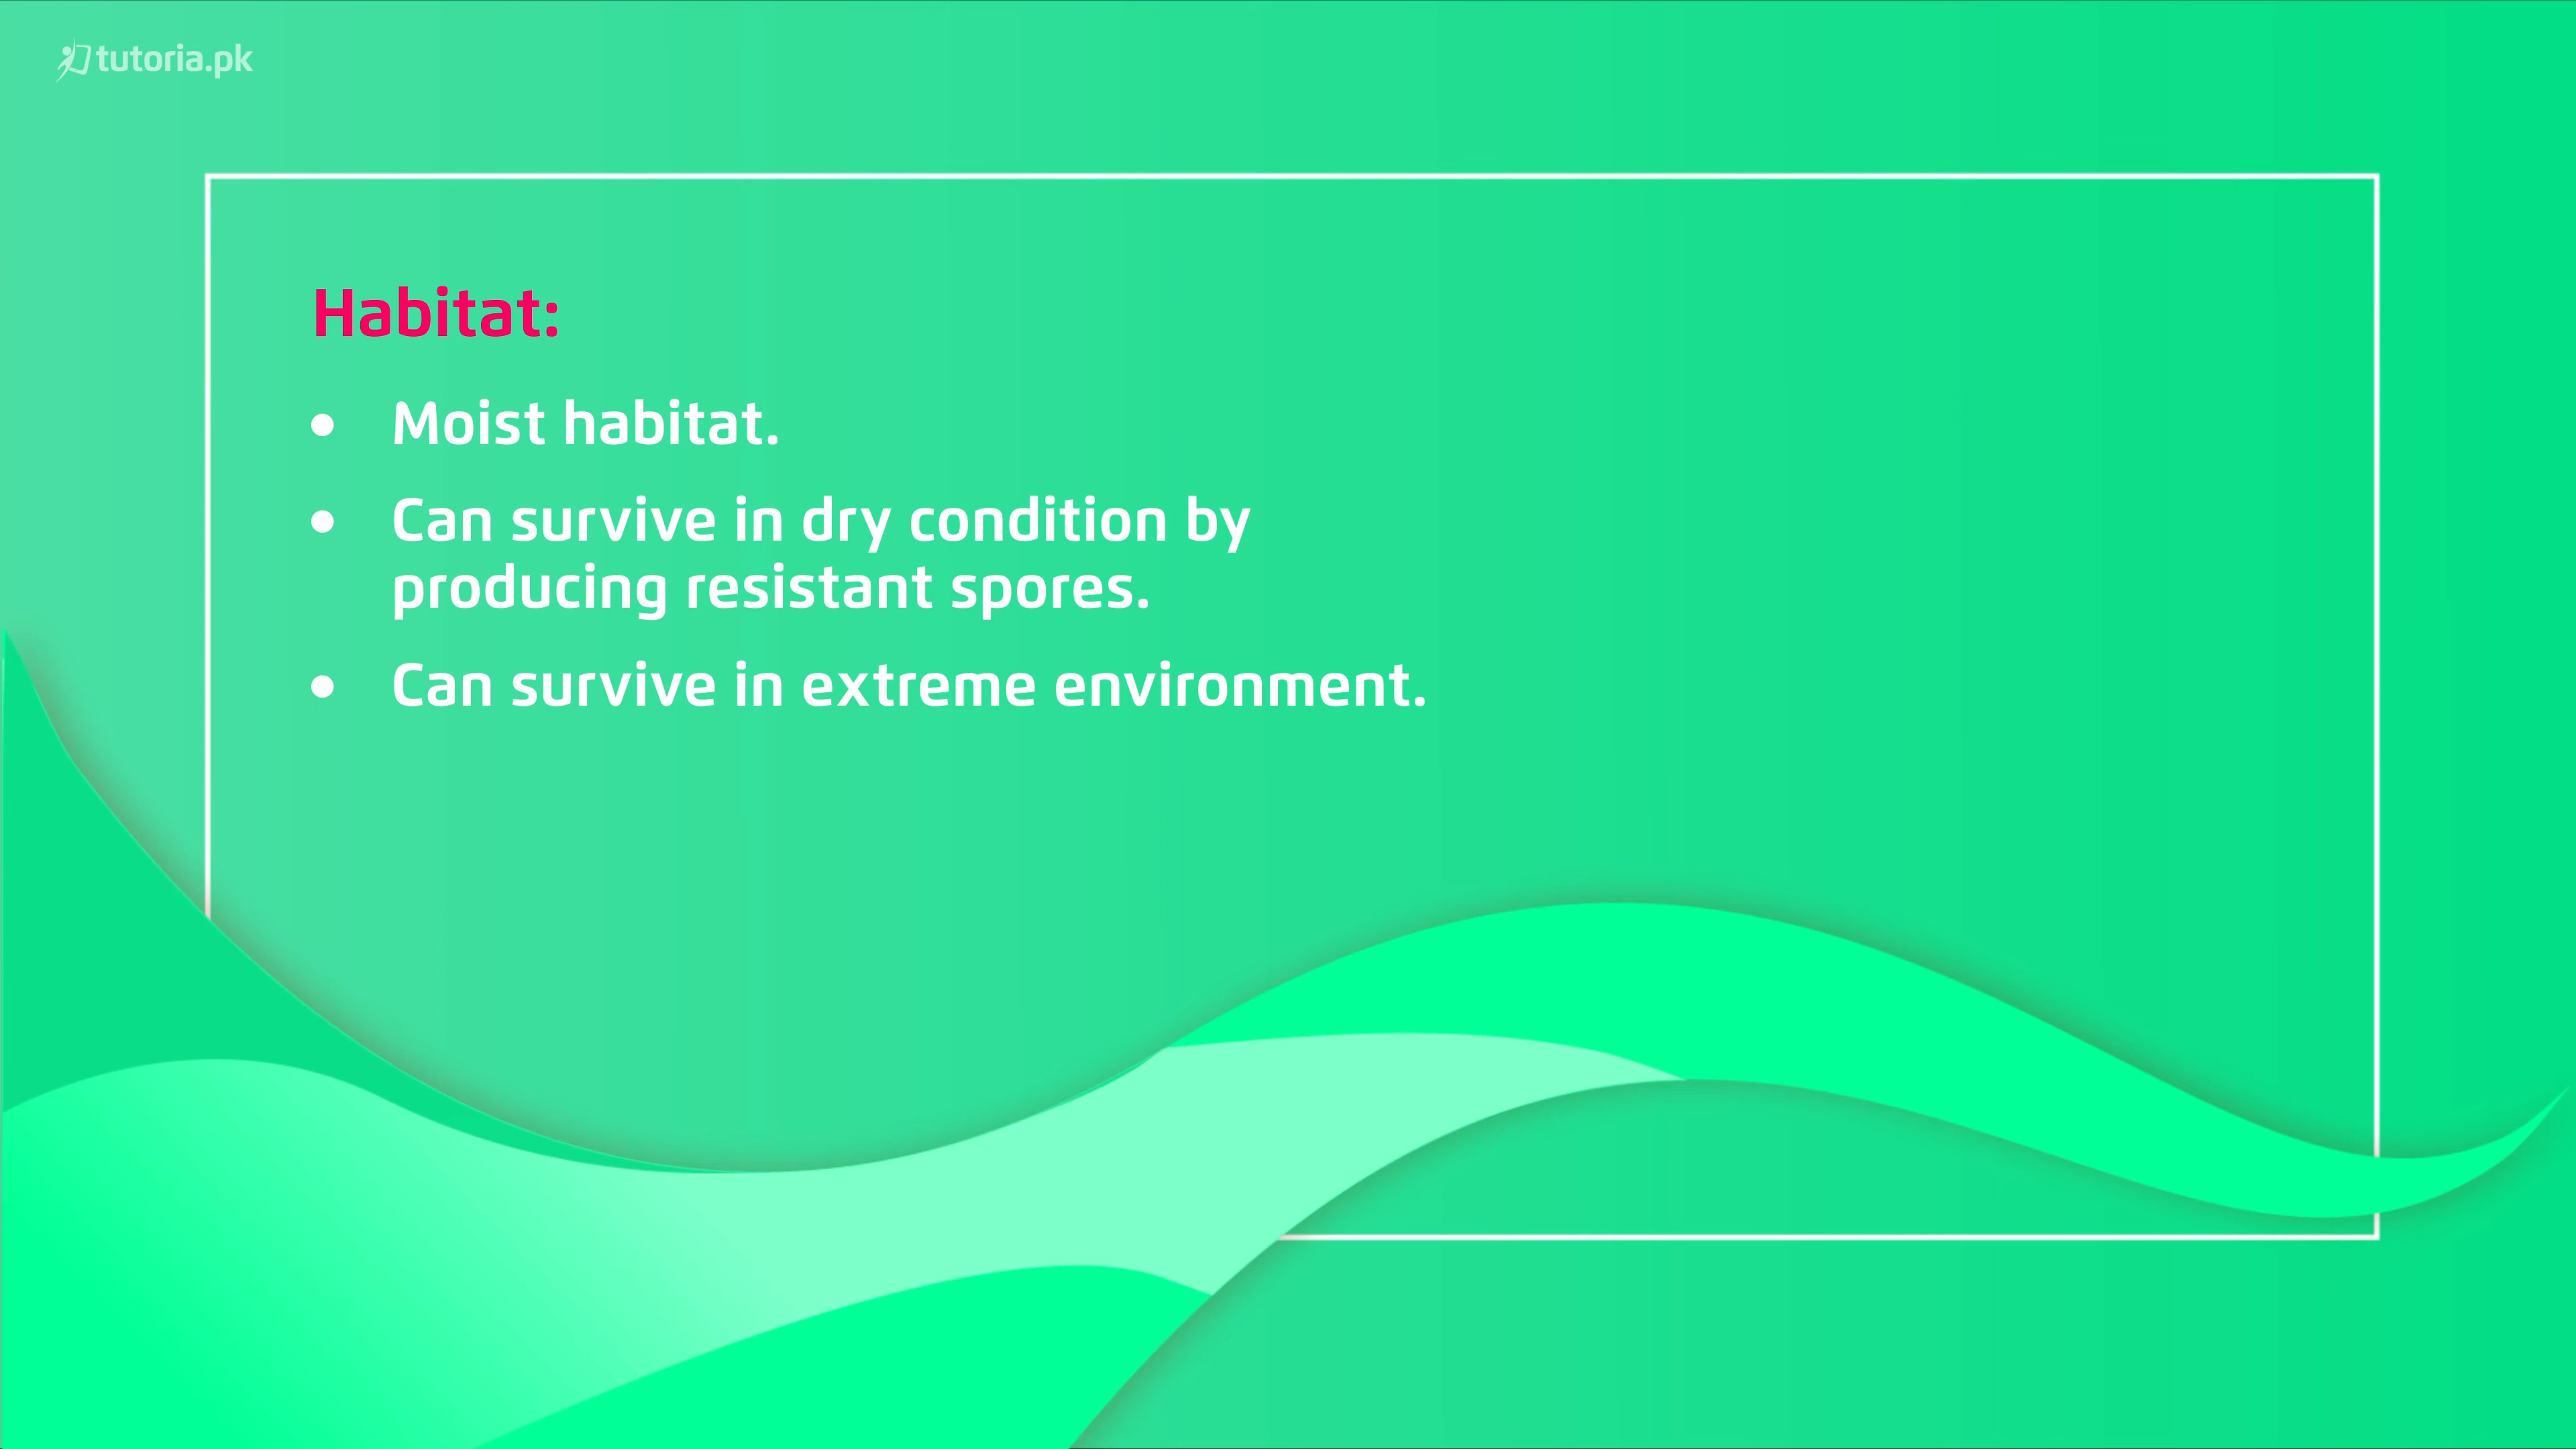 tutoria.pk
Habitat:
• Moist habitat.
• Can survive in dry condition by
producing resistant spores.
• Can survive in extreme environment.